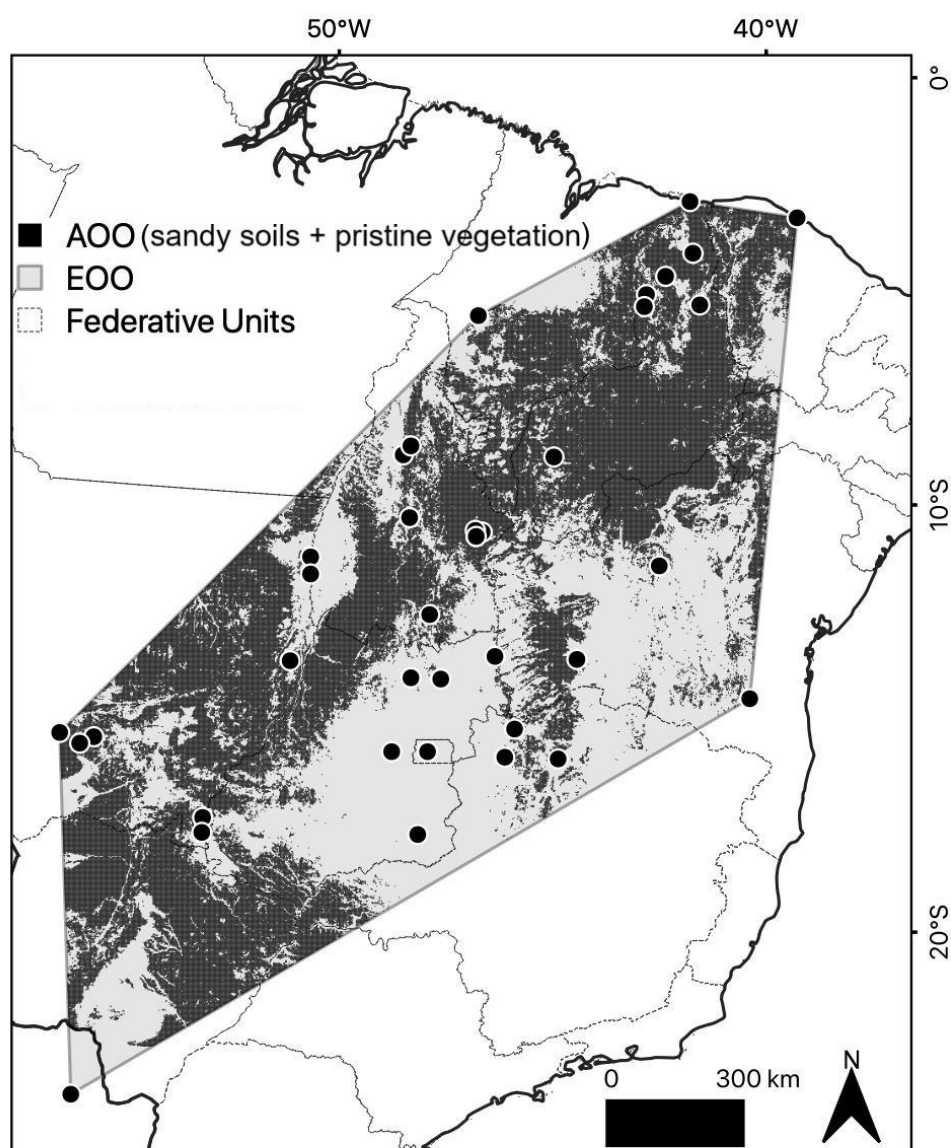 50°W 40°W
0°
AOO (sandy soils + pristine vegetation)
EOO
Federative Units
10°S
20°S
N
0 300 km